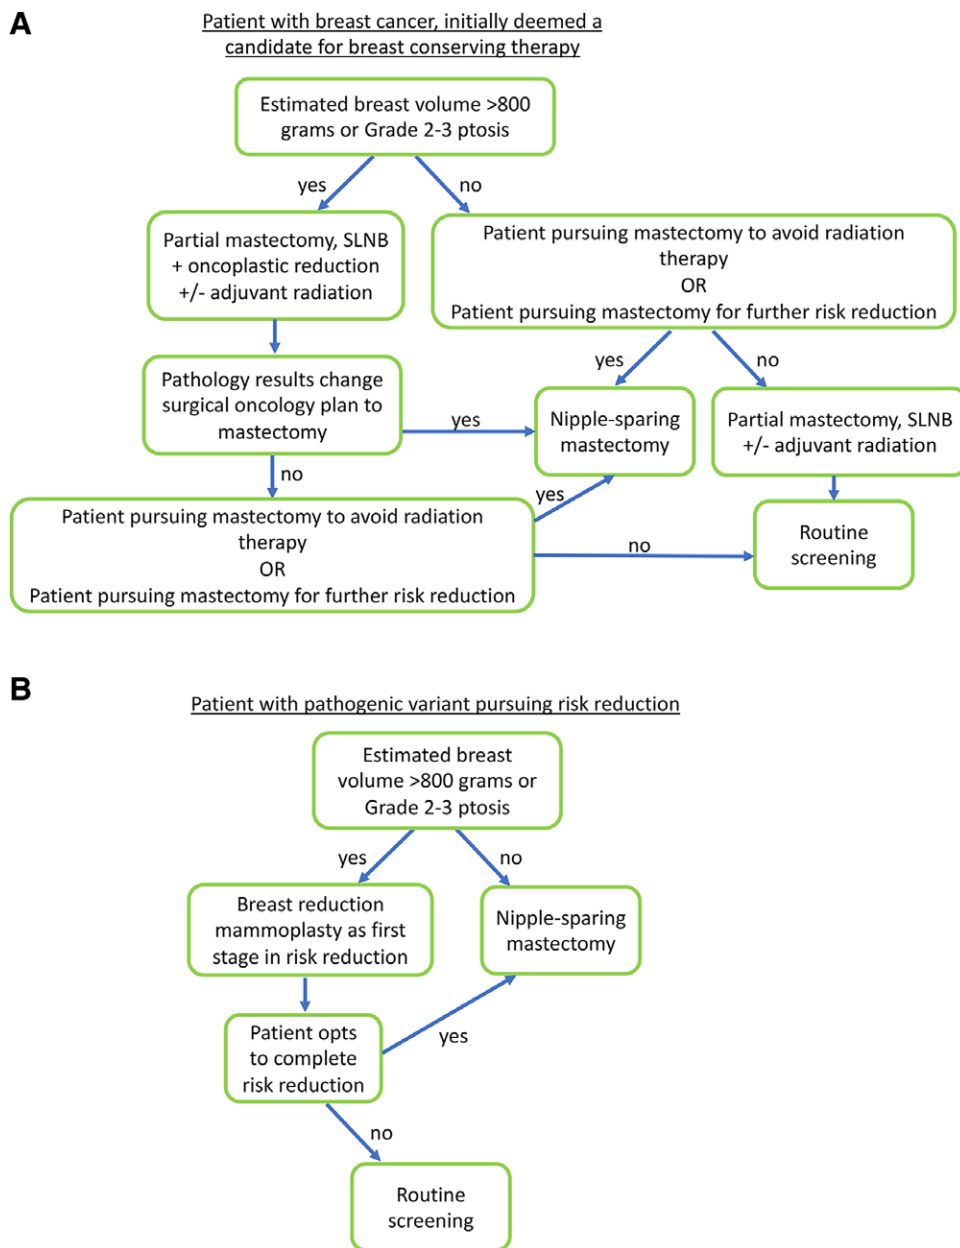 A
Patient with breast cancer, initially deemed a
candidate for breast conserving therapy
Estimated breast volume >800
grams or Grade 2-3 ptosis
yes
no
Partial mastectomy, SLNB
+ oncoplastic reduction
+/- adjuvant radiation
Patient pursuing mastectomy to avoid radiation
therapy
OR
Patient pursuing mastectomy for further risk reduction
yes
no
Pathology results change
surgical oncology plan to
mastectomy
yes
Nipple-sparing
mastectomy
Partial mastectomy, SLNB
+/- adjuvant radiation
no
yes
Patient pursuing mastectomy to avoid radiation
therapy
OR
Patient pursuing mastectomy for further risk reduction
no
Routine
screening
B
Patient with pathogenic variant pursuing risk reduction
Estimated breast
volume >800 grams or
Grade 2-3 ptosis
yes
no
Breast reduction
mammoplasty as first
stage in risk reduction
Nipple-sparing
mastectomy
Patient opts
to complete
risk reduction
yes
no
Routine
screening